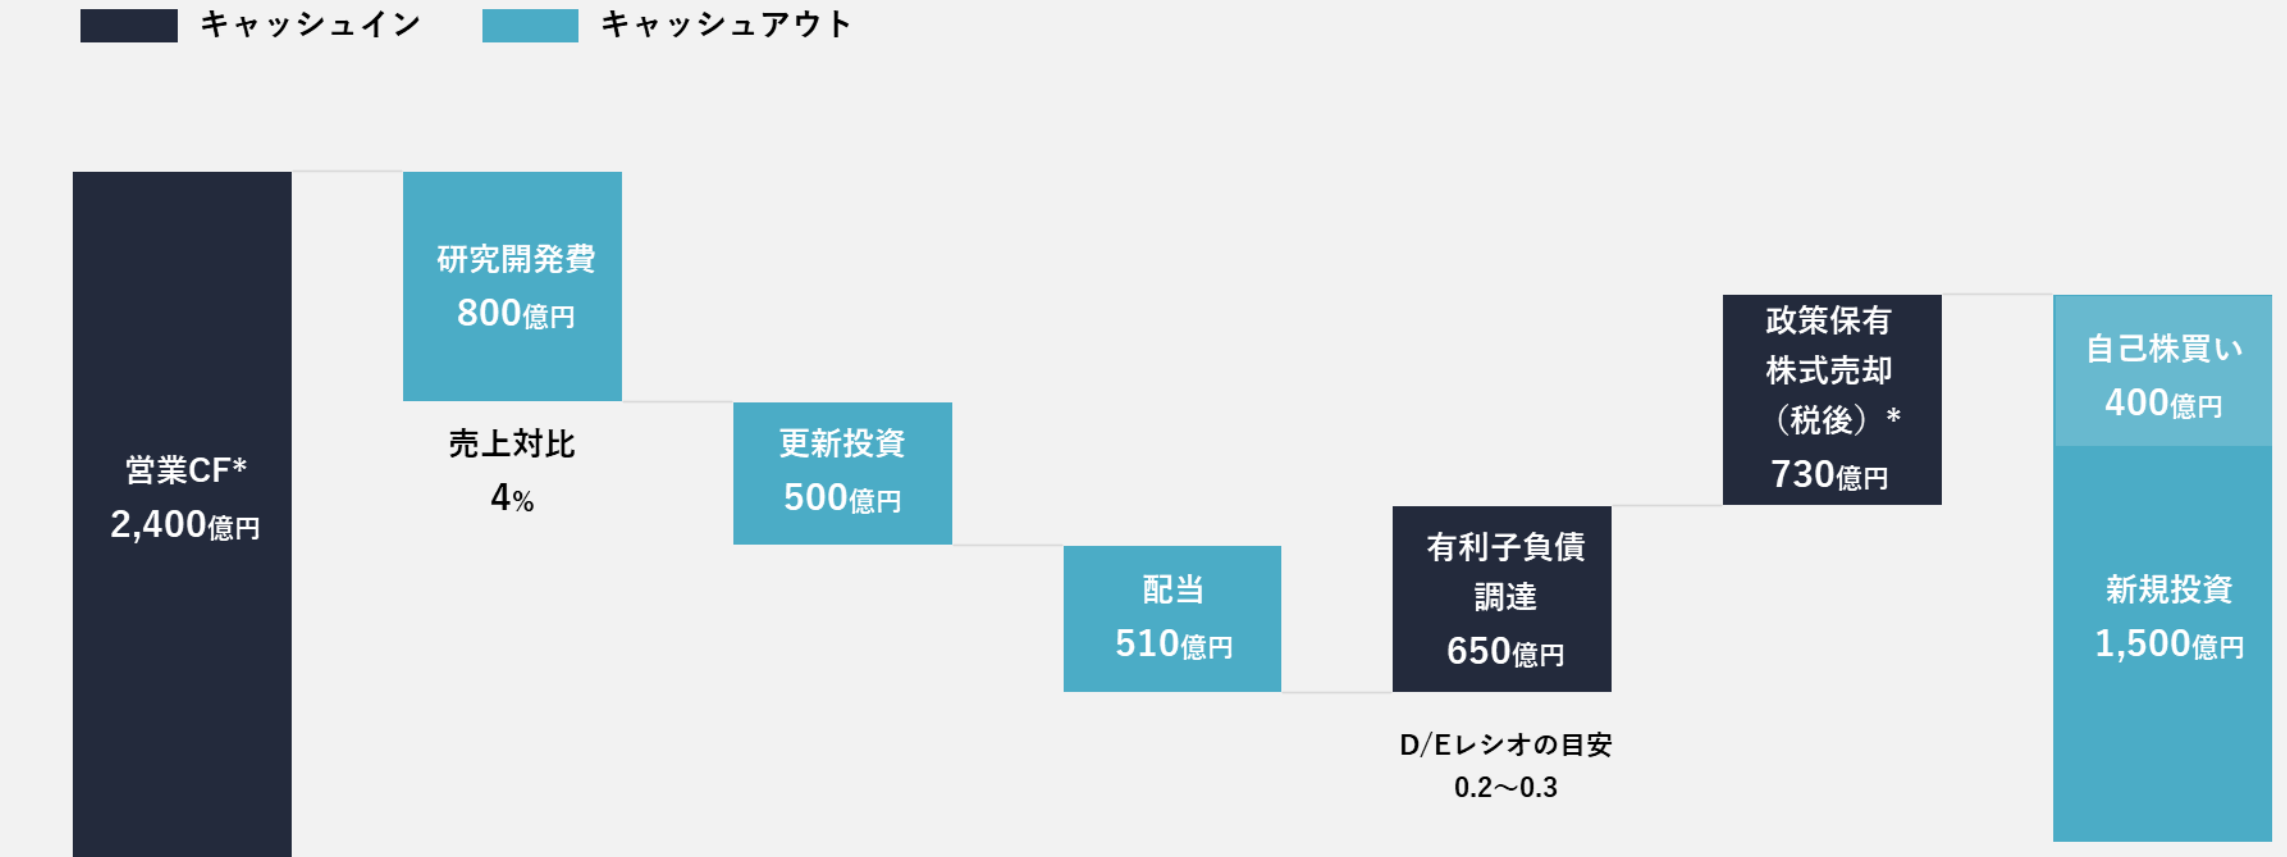 キャッシュイン
キャッシュアウト
営業CF*
2,400億円
研究開発費
800億円
売上対比
4%
更新投資
500億円
配当
510億円
有利子負債
調達
650億円
D/Eレシオの目安
0.2～0.3
政策保有
株式売却
（税後）*
730億円
自己株買い
400億円
新規投資
1,500億円